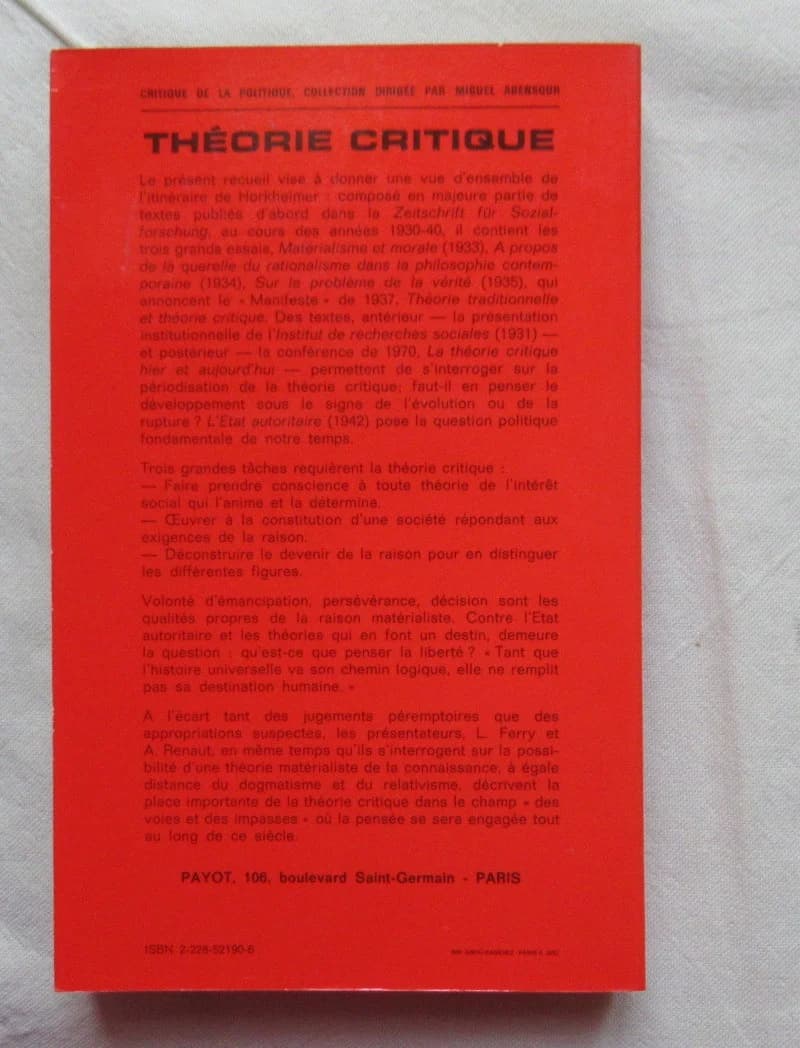 CRITIQUE DE LA POLITIQUE, COLLECTION DIRIGÉE PAR MIGUEL ABENSOUR
THÉORIE CRITIQUE
Le présent recueil vise à donner une vue d'ensemble de
l'itinéraire de Horkheimer : composé en majeure partie de
textes publiés d'abord dans la Zeitschrift für Sozial-
forschung, au cours des années 1930-40, il contient les
trois grands essais, Matérialisme et morale (1933), A propos
de la querelle du rationalisme dans la philosophie contem-
poraine (1934), Sur le problème de la vérité (1935), qui
annoncent le « Manifeste » de 1937, Théorie traditionnelle
et théorie critique. Des textes, antérieur — la présentation
institutionnelle de l'Institut de recherches sociales (1931) —
et postérieur — la conférence de 1970, La théorie critique
hier et aujourd'hui — permettent de s'interroger sur la
périodisation de la théorie critique; faut-il en penser le
développement sous le signe de l'évolution ou de la
rupture ? L'Etat autoritaire (1942) pose la question politique
fondamentale de notre temps.
Trois grandes tâches requièrent la théorie critique :
— Faire prendre conscience à toute théorie de l'intérêt
social qui l'anime et la détermine.
— Œuvrer à la constitution d'une société répondant aux
exigences de la raison.
— Déconstruire le devenir de la raison pour en distinguer
les différentes figures.
Volonté d'émancipation, persévérance, décision sont les
qualités propres de la raison matérialiste. Contre l'Etat
autoritaire et les théories qui en font un destin, demeure
la question : qu'est-ce que penser la liberté ? « Tant que
l'histoire universelle va son chemin logique, elle ne remplit
pas sa destination humaine. »
A l'écart tant des jugements péremptoires que des
appropriations suspectes, les présentateurs, L. Ferry et
A. Renaut, en même temps qu'ils s'interrogent sur la possi-
bilité d'une théorie matérialiste de la connaissance, à égale
distance du dogmatisme et du relativisme, décrivent la
place importante de la théorie critique dans le champ « des
voies et des impasses » où la pensée se sera engagée tout
au long de ce siècle.
PAYOT, 106, boulevard Saint-Germain - PARIS
ISBN 2-228-52190-6